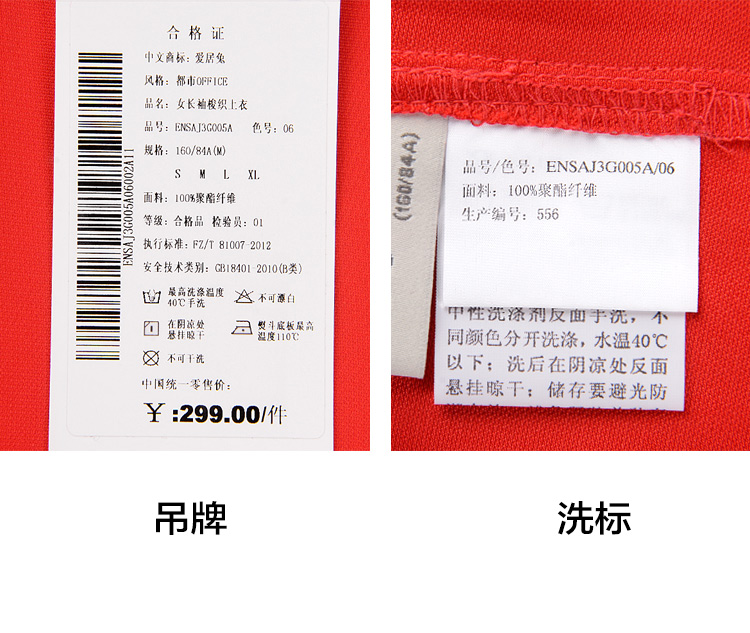 合格证
中文商标：爱居兔
风格：都市OFFICE
品名：女长袖梭织上衣
品号：ENSAJ3G005A 色号：06
规格：160/84A(M)
S M L XL
面料：100%聚酯纤维
等级：合格品 检验员：01
执行标准：FZ/T 81007-2012
安全技术类别：GB18401-2010(B类)
最高洗涤温度
40℃手洗
不可漂白
在阴凉处
悬挂晾干
熨斗底板最高
温度110℃
不可干洗
中国统一零售价：
¥:299.00/件
ENSAJ3G005A06002A11
(160/84A)
品号/色号：ENSAJ3G005A/06
面料：100%聚酯纤维
生产编号：556
中性洗涤剂反面手洗，不
同颜色分开洗涤，水温40℃
以下；洗后在阴凉处反面
悬挂晾干；储存要避光防
吊牌
洗标